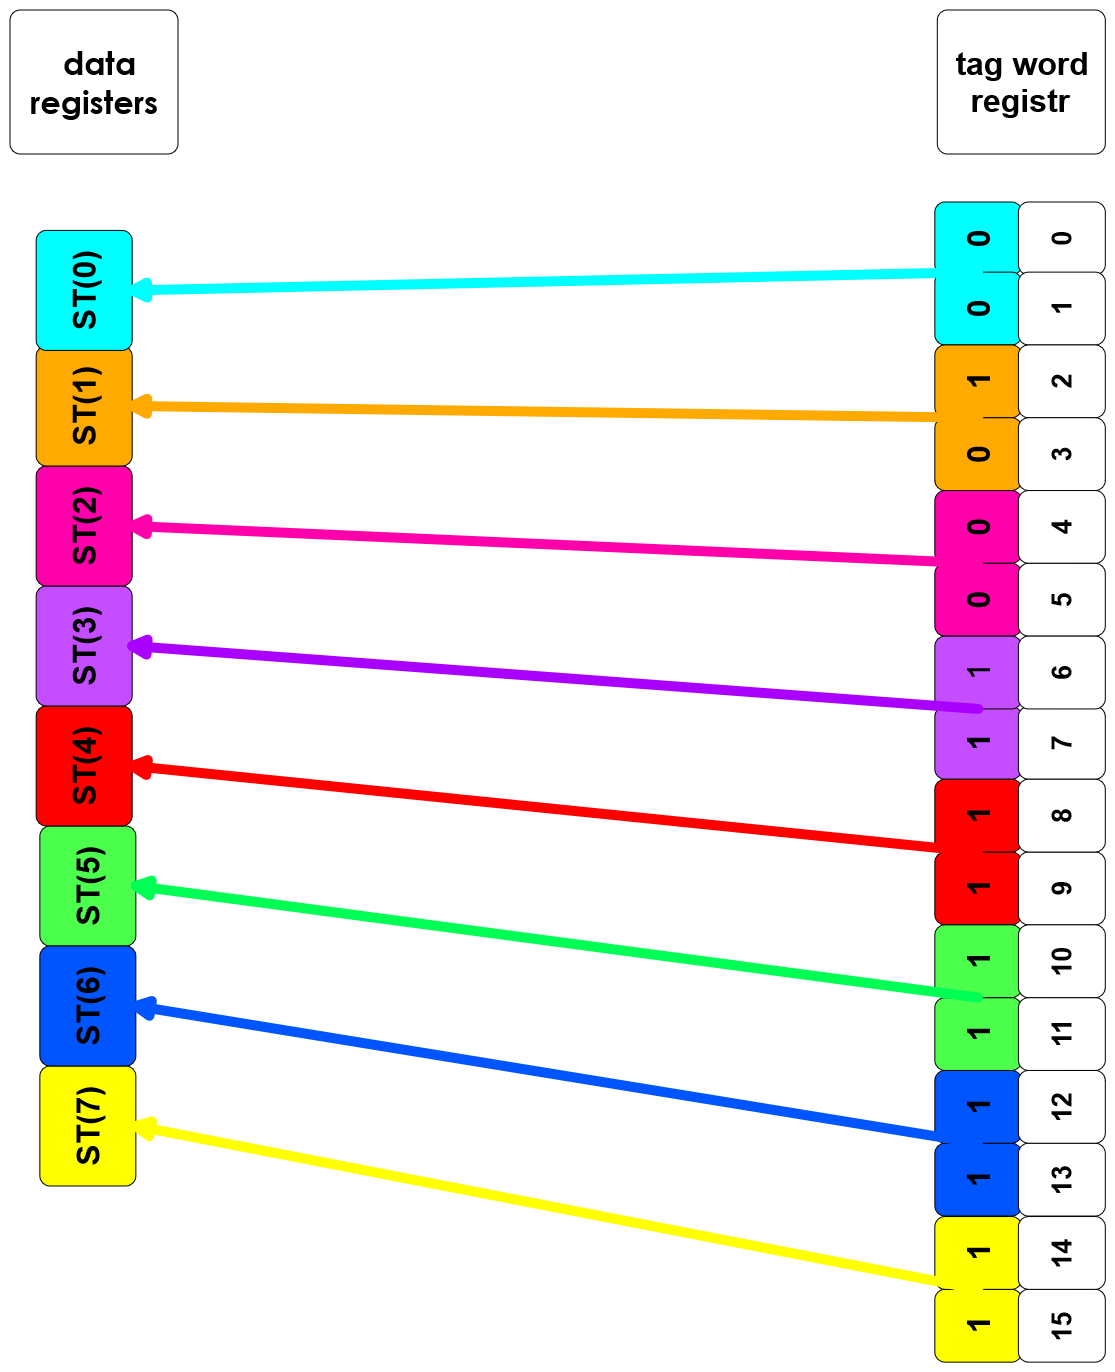 data
registers
tag word
registr
ST(0)
ST(1)
ST(2)
ST(3)
ST(4)
ST(5)
ST(6)
ST(7)
0 0
0 1
1 2
0 3
0 4
0 5
1 6
1 7
1 8
1 9
1 10
1 11
1 12
1 13
1 14
1 15